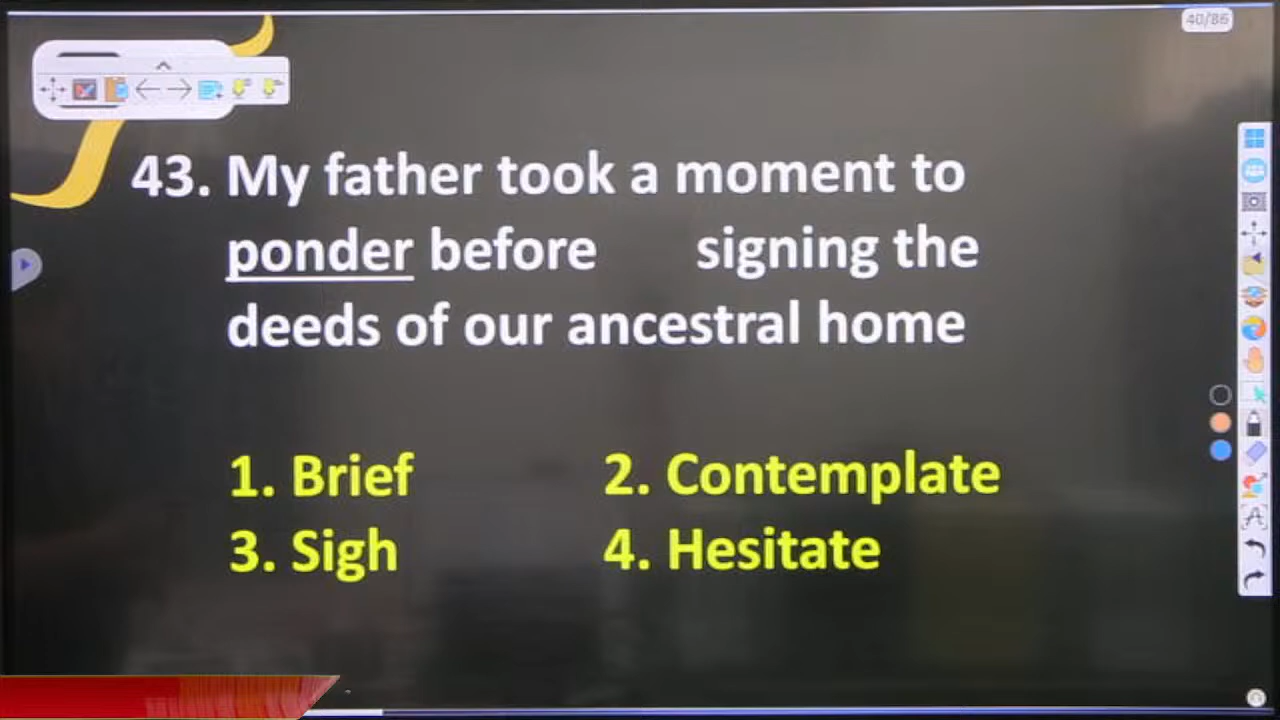 40/86
43. My father took a moment to
ponder before signing the
deeds of our ancestral home
1. Brief 2. Contemplate
3. Sigh 4. Hesitate